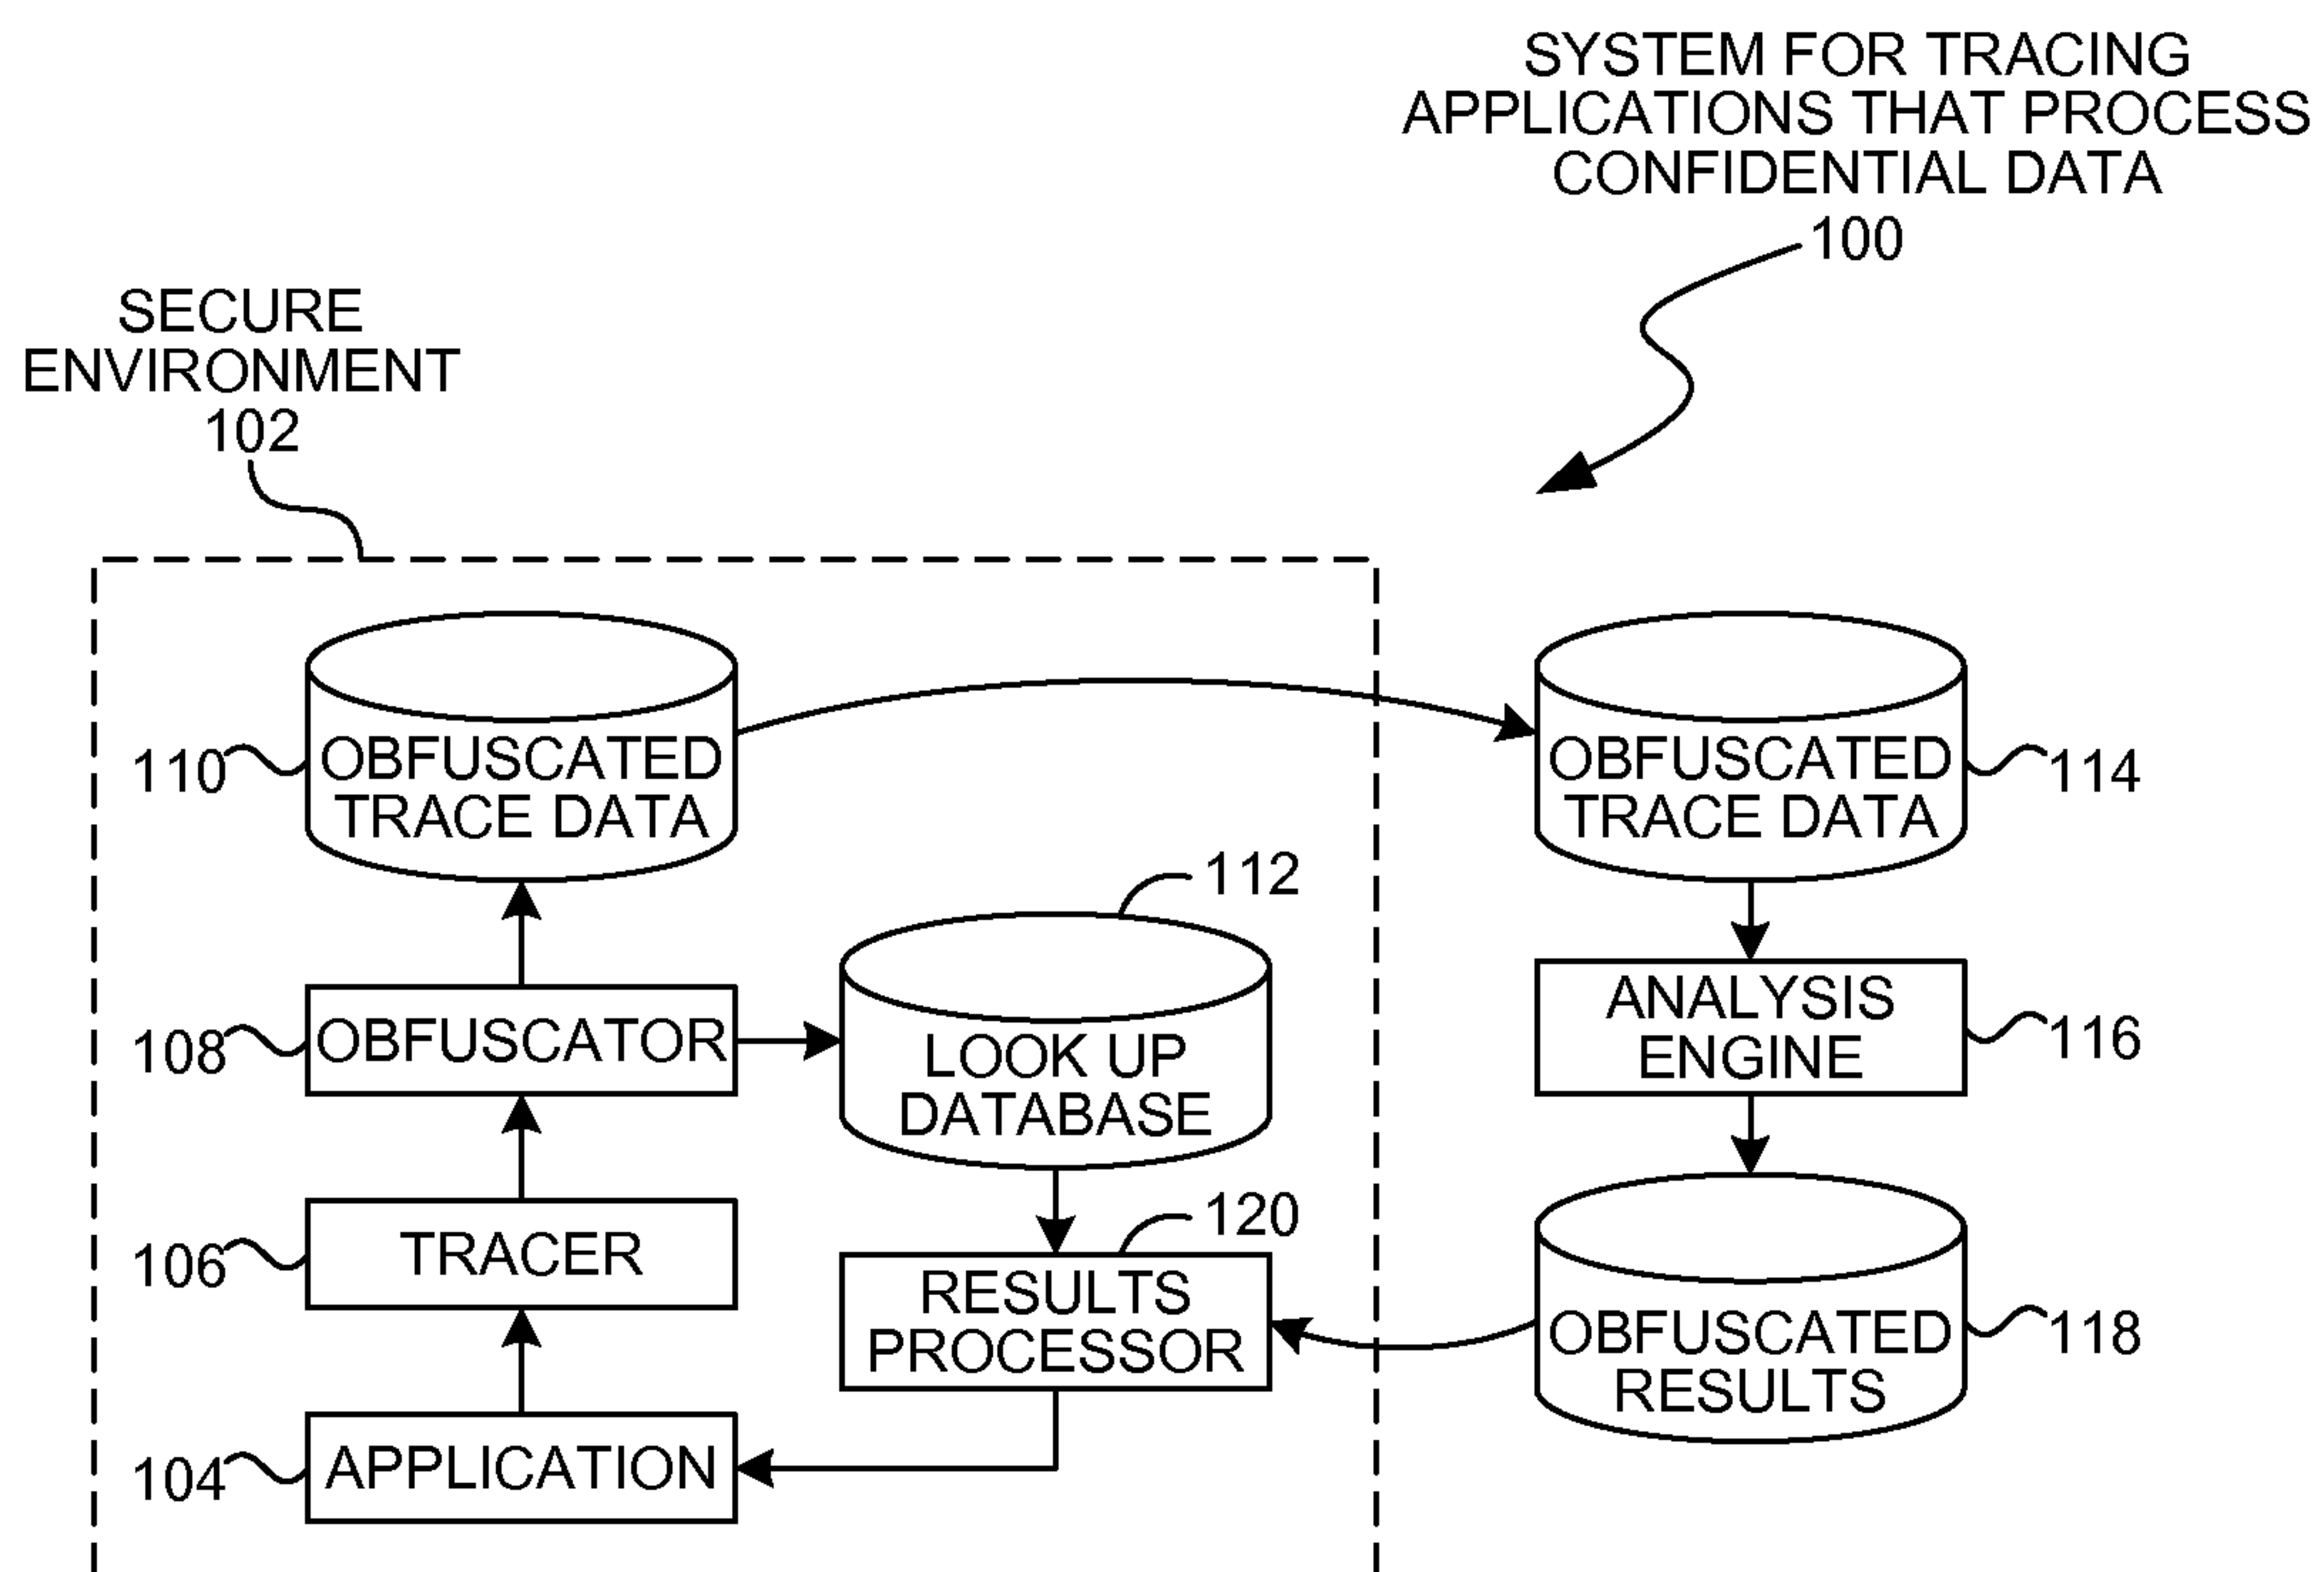 SYSTEM FOR TRACING
APPLICATIONS THAT PROCESS
CONFIDENTIAL DATA
100
SECURE
ENVIRONMENT
102
110
OBFUSCATED
TRACE DATA
OBFUSCATED
TRACE DATA
114
112
108
OBFUSCATOR
LOOK UP
DATABASE
ANALYSIS
ENGINE
116
106
TRACER
120
RESULTS
PROCESSOR
OBFUSCATED
RESULTS
118
104
APPLICATION